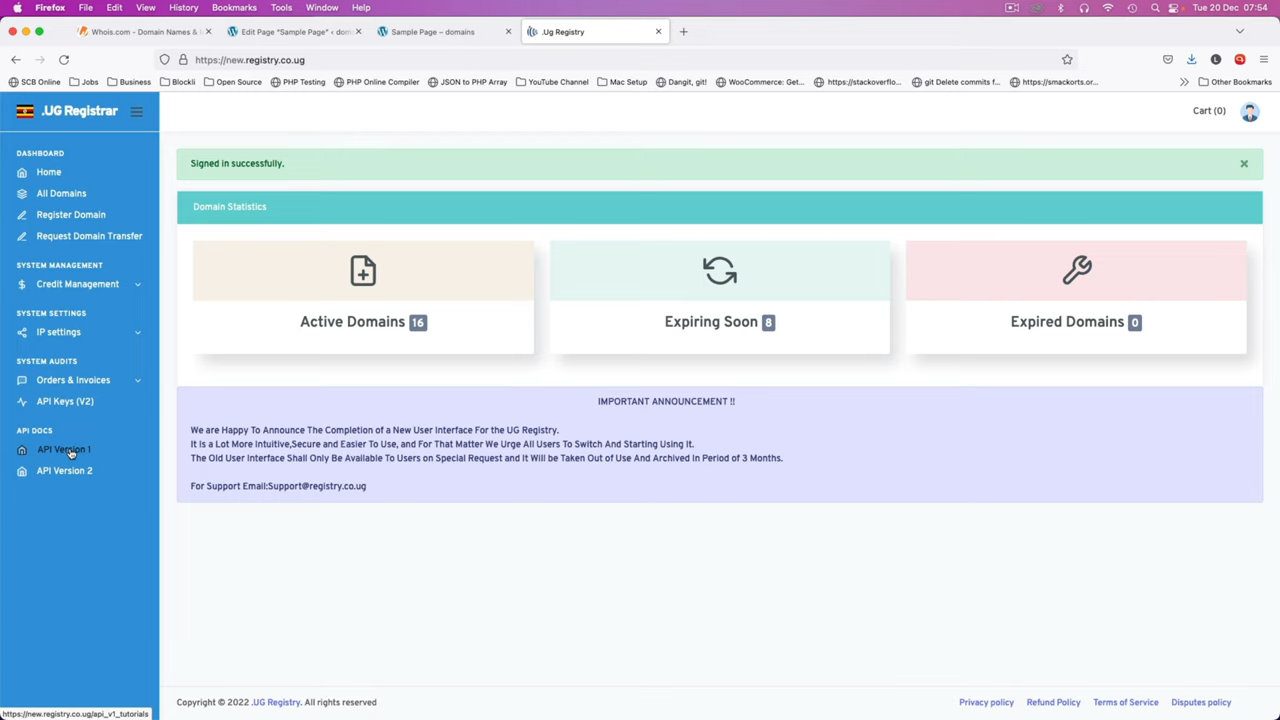 Firefox File Edit View History Bookmarks Tools Window Help Tue 20 Dec 07:54
Whois.com - Domain Names & H
Edit Page "Sample Page" ‹ dom
Sample Page – domains
.Ug Registry
https://new.registry.co.ug
SCB Online Jobs Business Blockli Open Source PHP Testing PHP Online Compiler JSON to PHP Array YouTube Channel Mac Setup Dangit, git! WooCommerce: Get... https://stackoverflo... git Delete commits f... https://smackorts.or... Other Bookmarks
.UG Registrar
Cart (0)
DASHBOARD
Home
All Domains
Register Domain
Request Domain Transfer
SYSTEM MANAGEMENT
Credit Management
SYSTEM SETTINGS
IP settings
SYSTEM AUDITS
Orders & Invoices
API Keys (V2)
API DOCS
API Version 1
API Version 2
Signed in successfully.
Domain Statistics
Active Domains 16
Expiring Soon 8
Expired Domains 0
IMPORTANT ANNOUNCEMENT !!
We are Happy To Announce The Completion of a New User Interface For the UG Registry.
It is a Lot More Intuitive,Secure and Easier To Use, and For That Matter We Urge All Users To Switch And Starting Using It.
The Old User Interface Shall Only Be Available To Users on Special Request and It Will be Taken Out of Use And Archived In Period of 3 Months.
For Support Email:Support@registry.co.ug
Copyright © 2022 .UG Registry. All rights reserved
Privacy policy Refund Policy Terms of Service Disputes policy
https://new.registry.co.ug/api_v1_tutorials